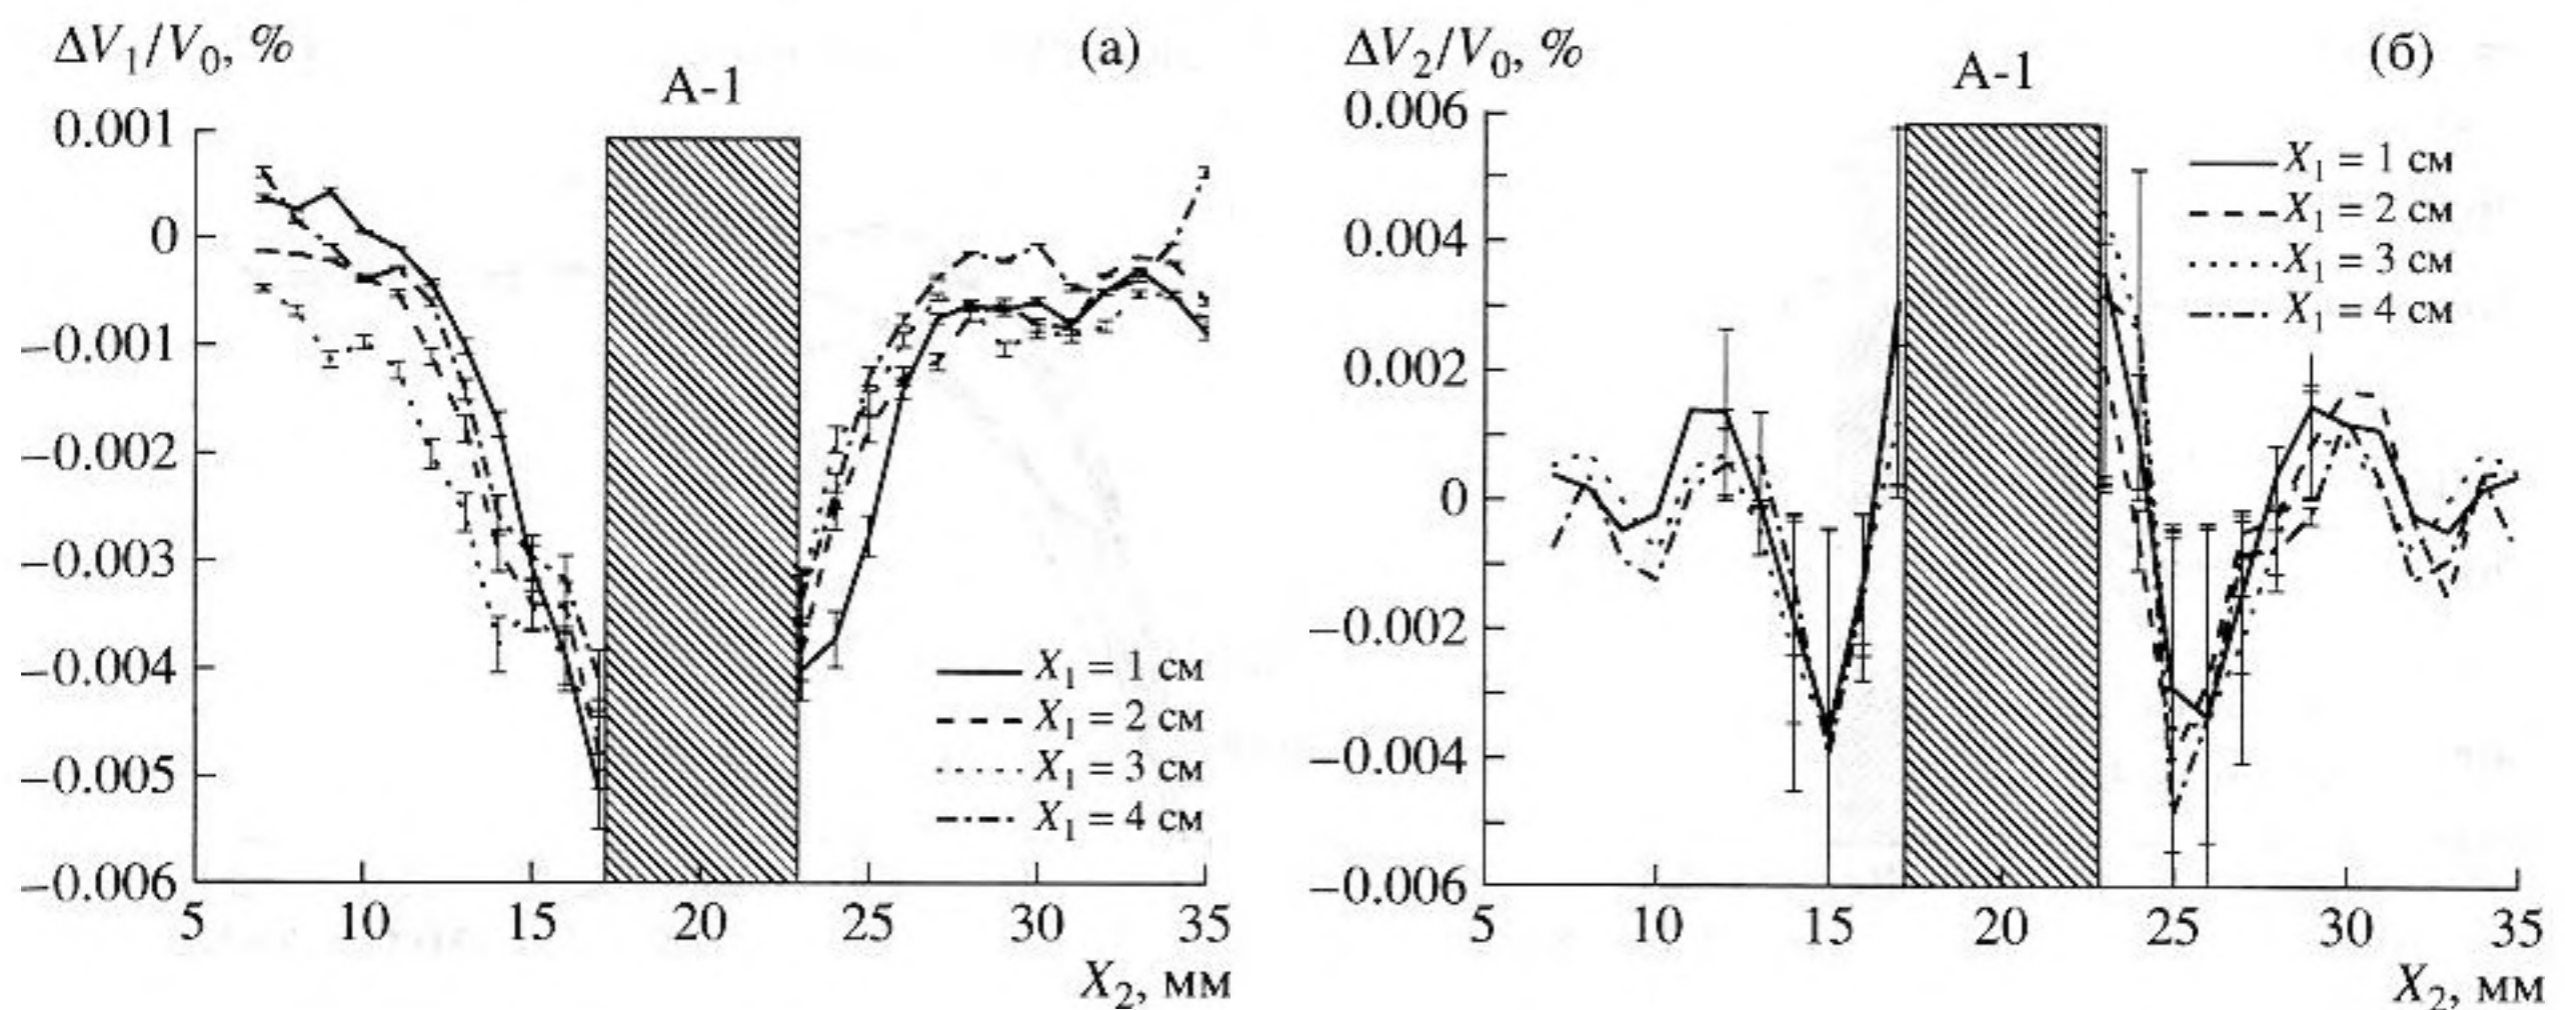 ΔV₁/V₀, %
(а)
А-1
0.001
0
−0.001
−0.002
−0.003
−0.004
−0.005
−0.006
5 10 15 20 25 30 35
X₂, мм
X₁ = 1 см
X₁ = 2 см
X₁ = 3 см
X₁ = 4 см
ΔV₂/V₀, %
(б)
А-1
0.006
0.004
0.002
0
−0.002
−0.004
−0.006
5 10 15 20 25 30 35
X₂, мм
X₁ = 1 см
X₁ = 2 см
X₁ = 3 см
X₁ = 4 см